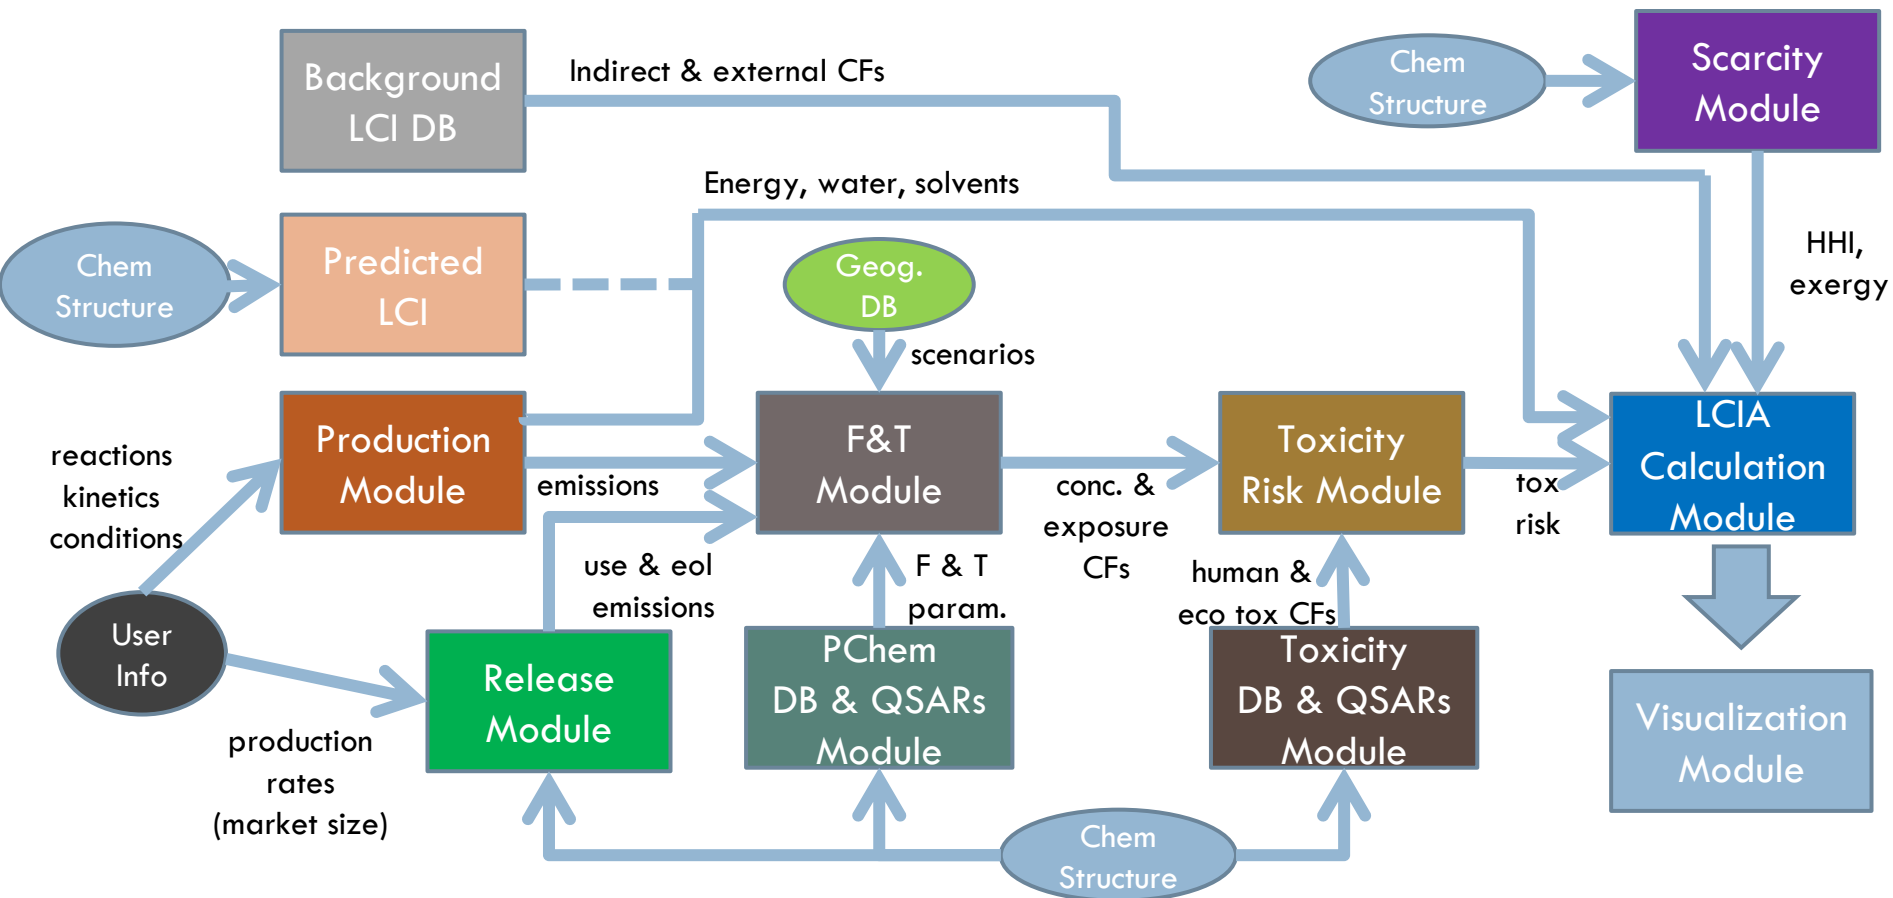 Background
LCI DB
Indirect & external CFs
Chem
Structure
Scarcity
Module
Energy, water, solvents
HHI,
exergy
Chem
Structure
Predicted
LCI
Geog.
DB
scenarios
reactions
kinetics
conditions
Production
Module
emissions
F&T
Module
conc. &
exposure
CFs
Toxicity
Risk Module
tox
risk
LCIA
Calculation
Module
use & eol
emissions
F & T
param.
human &
eco tox CFs
User
Info
production
rates
(market size)
Release
Module
PChem
DB & QSARs
Module
Toxicity
DB & QSARs
Module
Visualization
Module
Chem
Structure